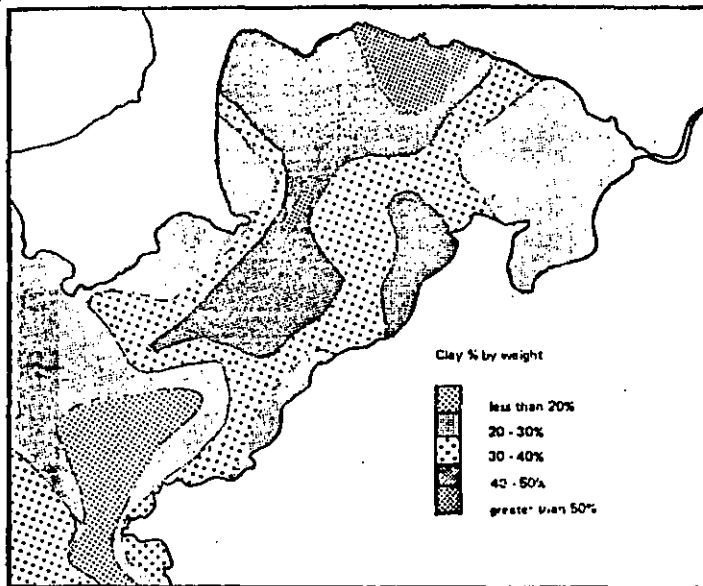 Clay % by weight
less than 20%
20 - 30%
30 - 40%
40 - 50%
greater than 50%